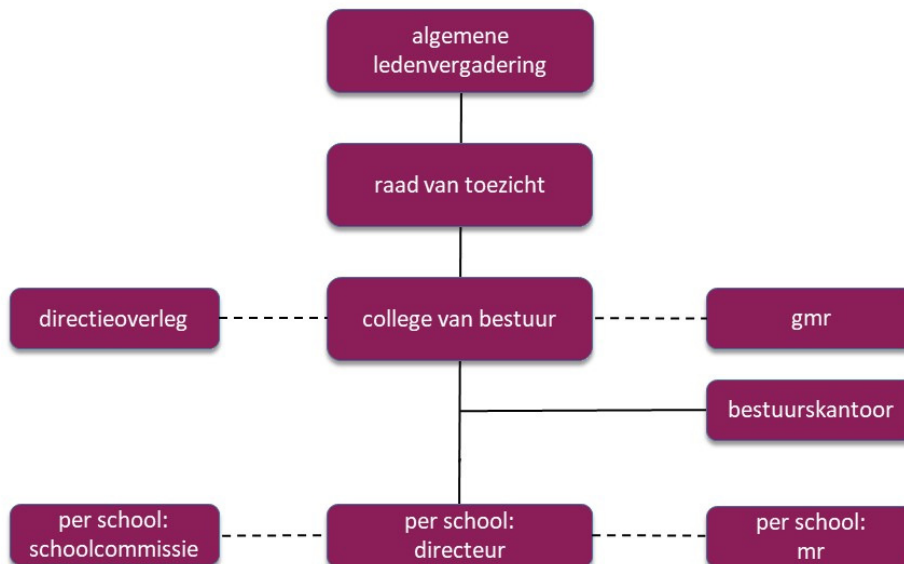 algemene
ledenvergadering
raad van toezicht
directieoverleg
college van bestuur
gmr
bestuurskantoor
per school:
schoolcommissie
per school:
directeur
per school:
mr